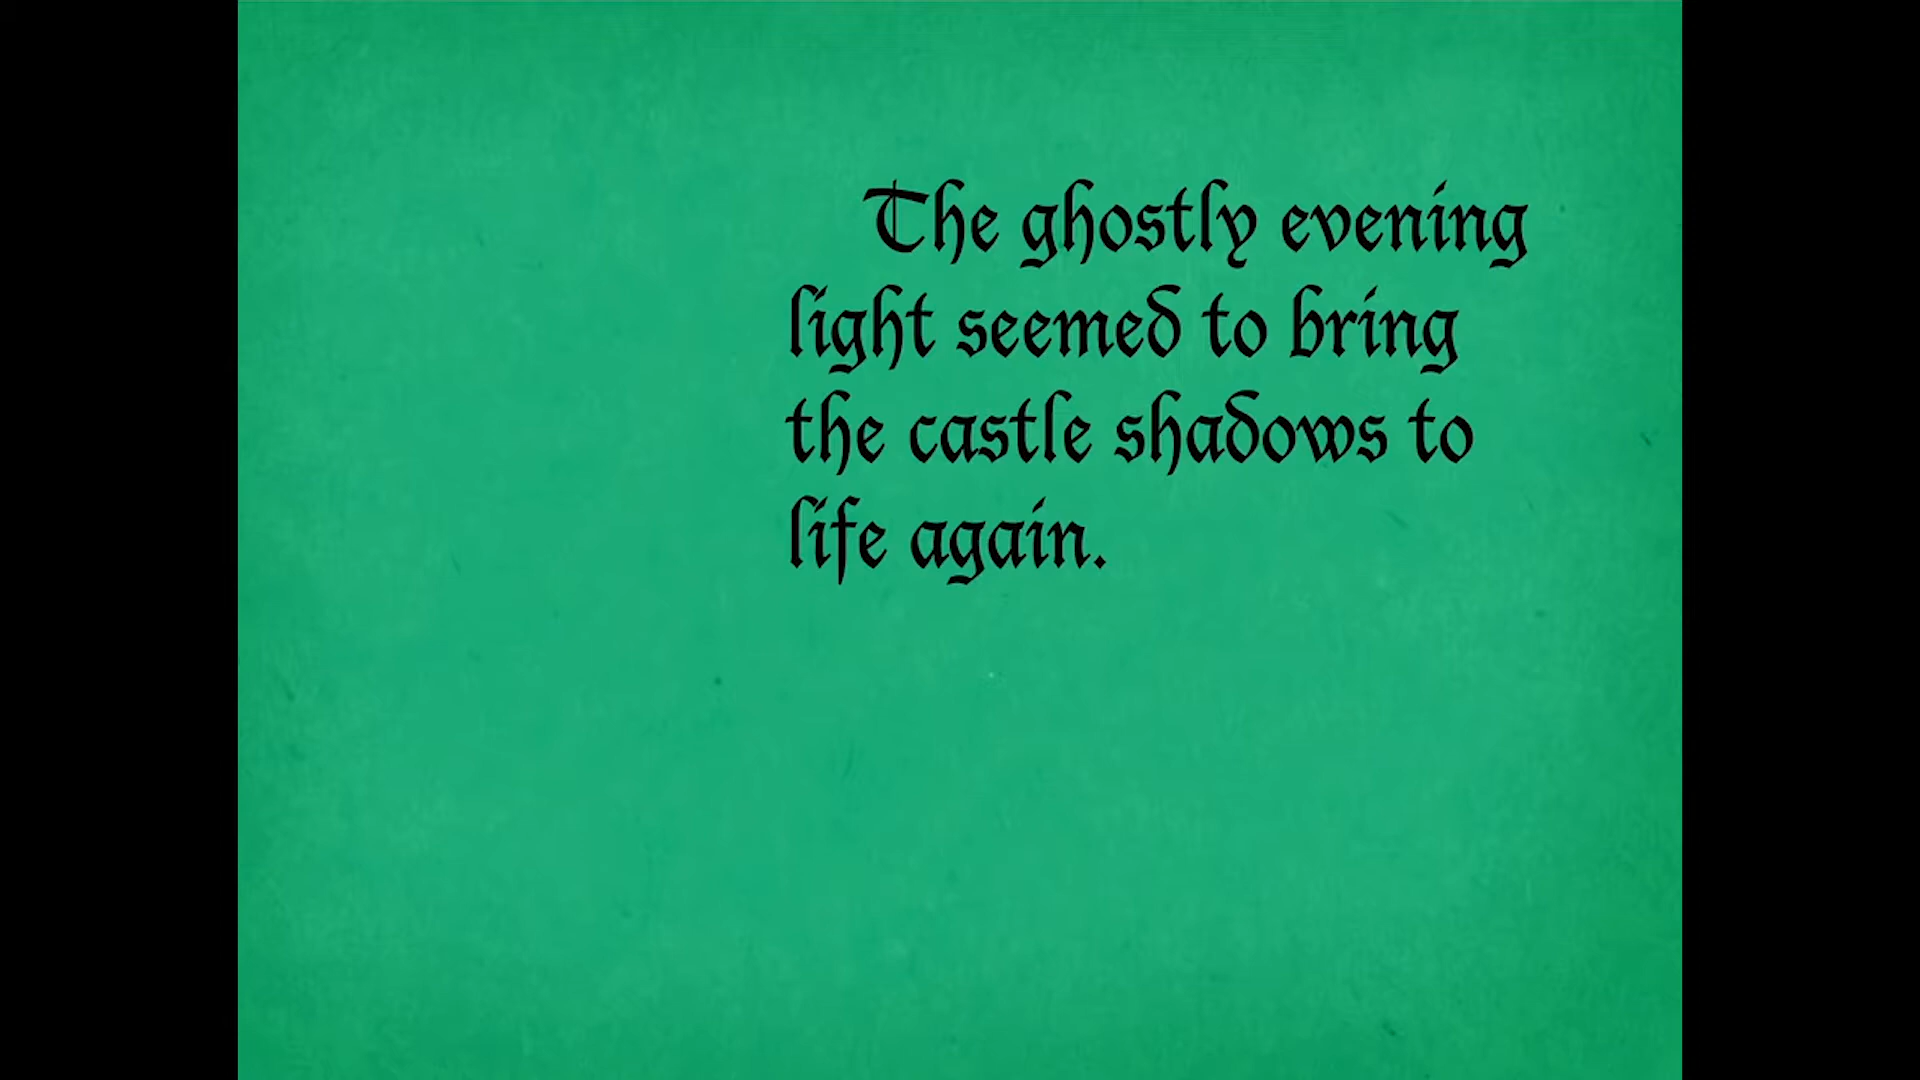 The ghostly evening
light seemed to bring
the castle shadows to
life again.